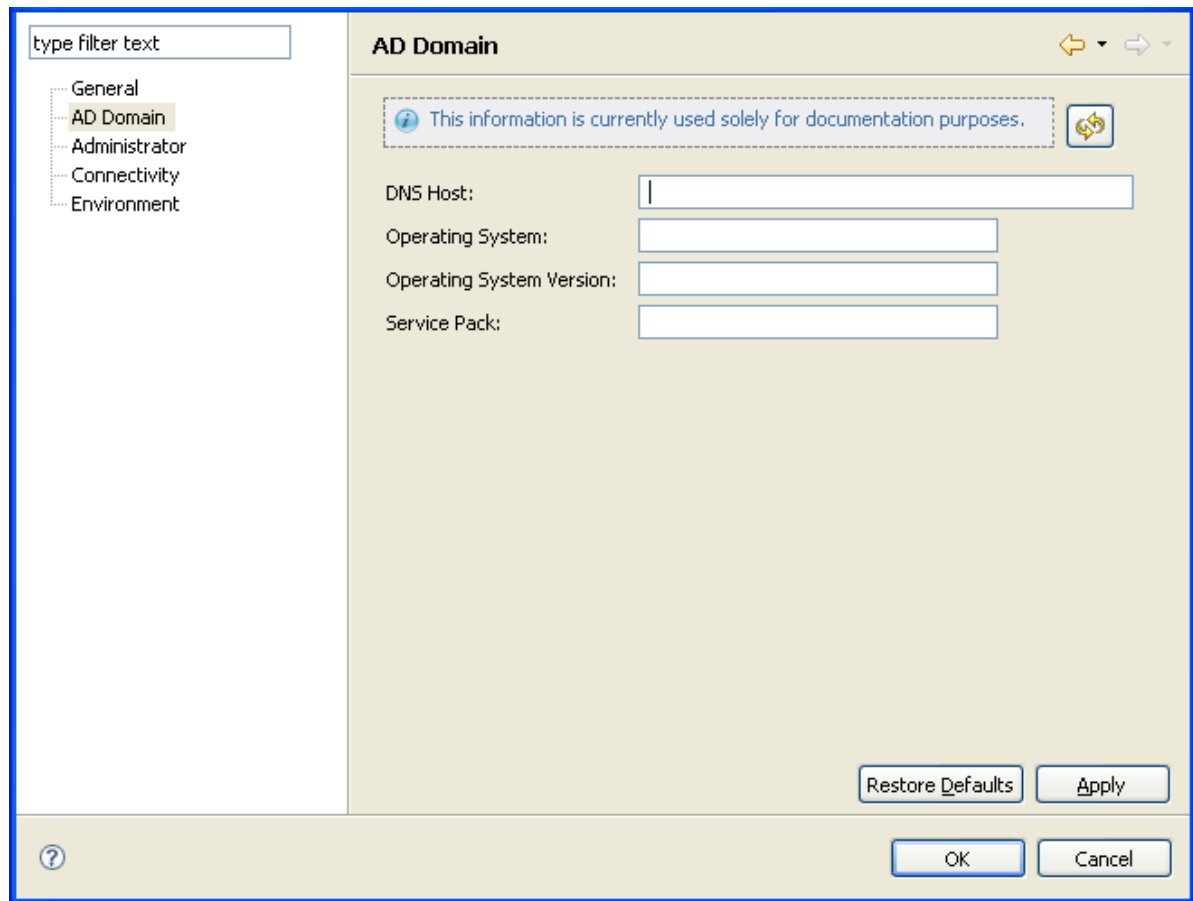 type filter text
General
AD Domain
Administrator
Connectivity
Environment
AD Domain
This information is currently used solely for documentation purposes.
DNS Host:
Operating System:
Operating System Version:
Service Pack:
Restore Defaults
Apply
OK
Cancel